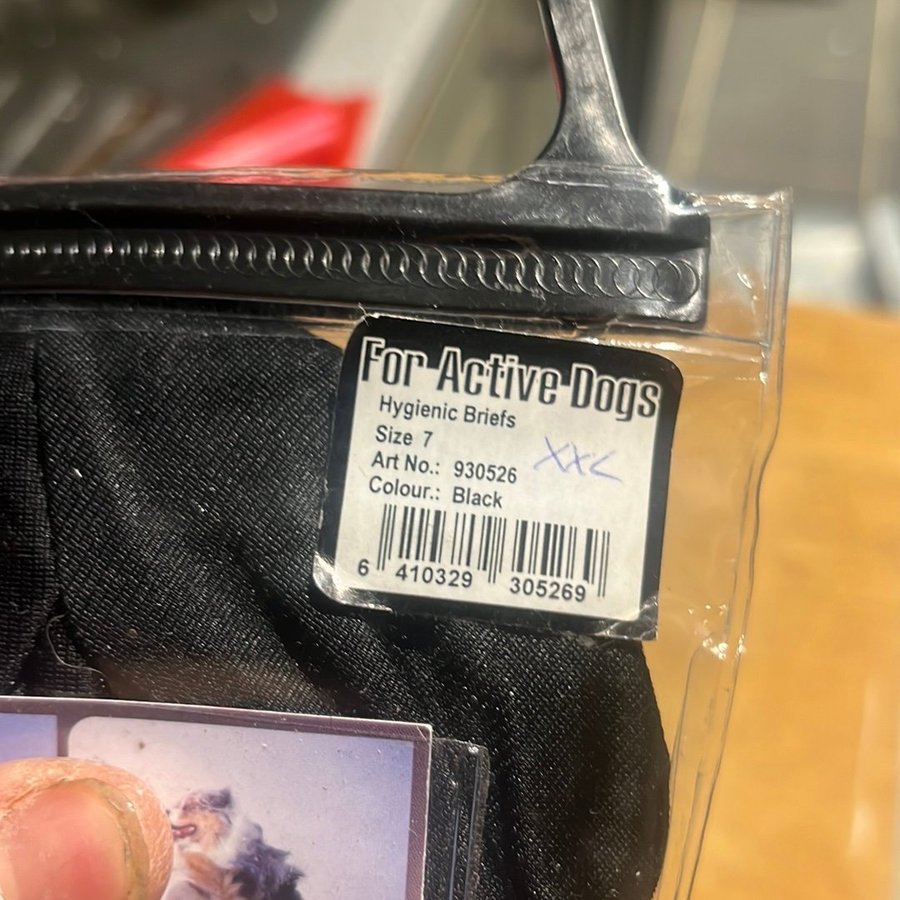 For Active Dogs
Hygienic Briefs
Size 7
XXL
Art No.: 930526
Colour.: Black
6 410329 305269